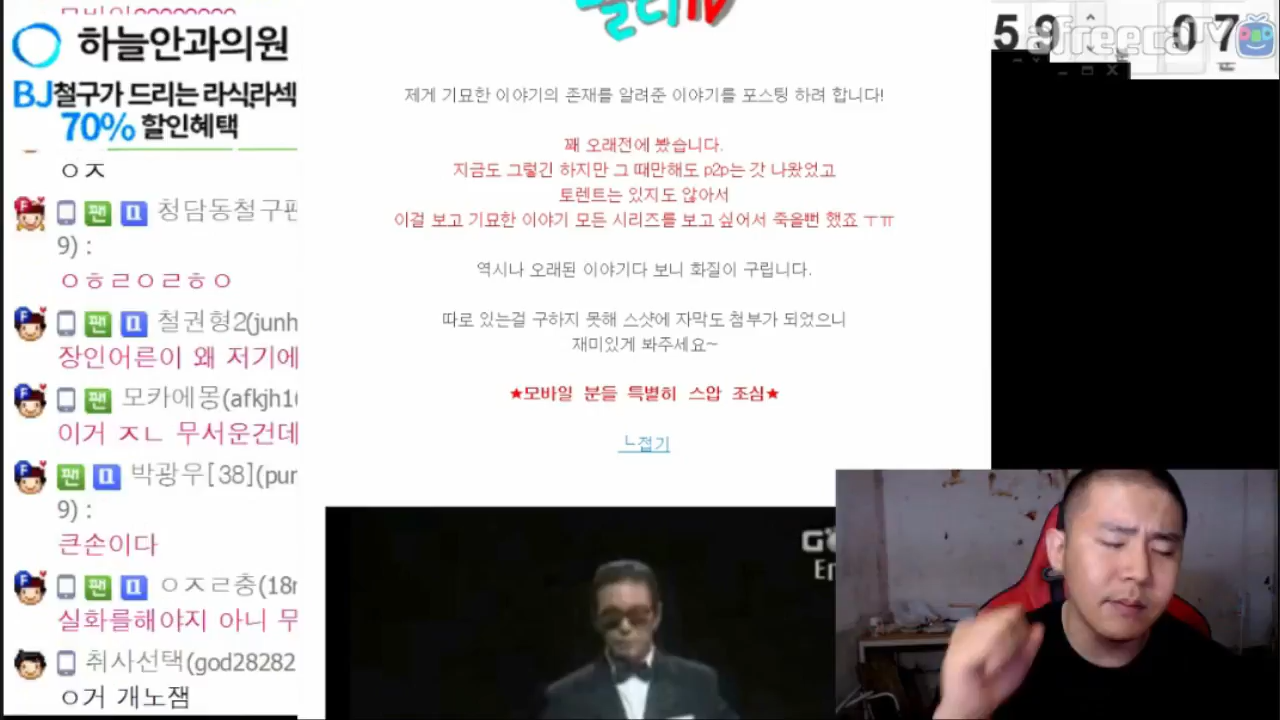 하늘안과의원
BJ철구가 드리는 라식,라섹
70% 할인혜택
ㅇㅈ
청담동철구팬
9) :
ㅇㅎㄹㅇㄹㅎㅇ
철권형2(junh
장인어른이 왜 저기에
모카에몽(afkjh1
이거 ㅈㄴ 무서운건데
박광우[38](pur
9) :
큰손이다
ㅇㅈㄹ충(18
실화를해야지 아니 무
취사선택(god28282
ㅇ거 개노잼
제게 기묘한 이야기의 존재를 알려준 이야기를 포스팅 하려 합니다!
꽤 오래전에 봤습니다.
지금도 그렇긴 하지만 그 때만해도 p2p는 갓 나왔었고
토렌트는 있지도 않아서
이걸 보고 기묘한 이야기 모든 시리즈를 보고 싶어서 죽을뻔 했죠 ㅜㅠ
역시나 오래된 이야기다 보니 화질이 구립니다.
따로 있는걸 구하지 못해 스샷에 자막도 첨부가 되었으니
재미있게 봐주세요~
★모바일 분들 특별히 스압 조심★
ㄴ접기
59 07
afreecaTV